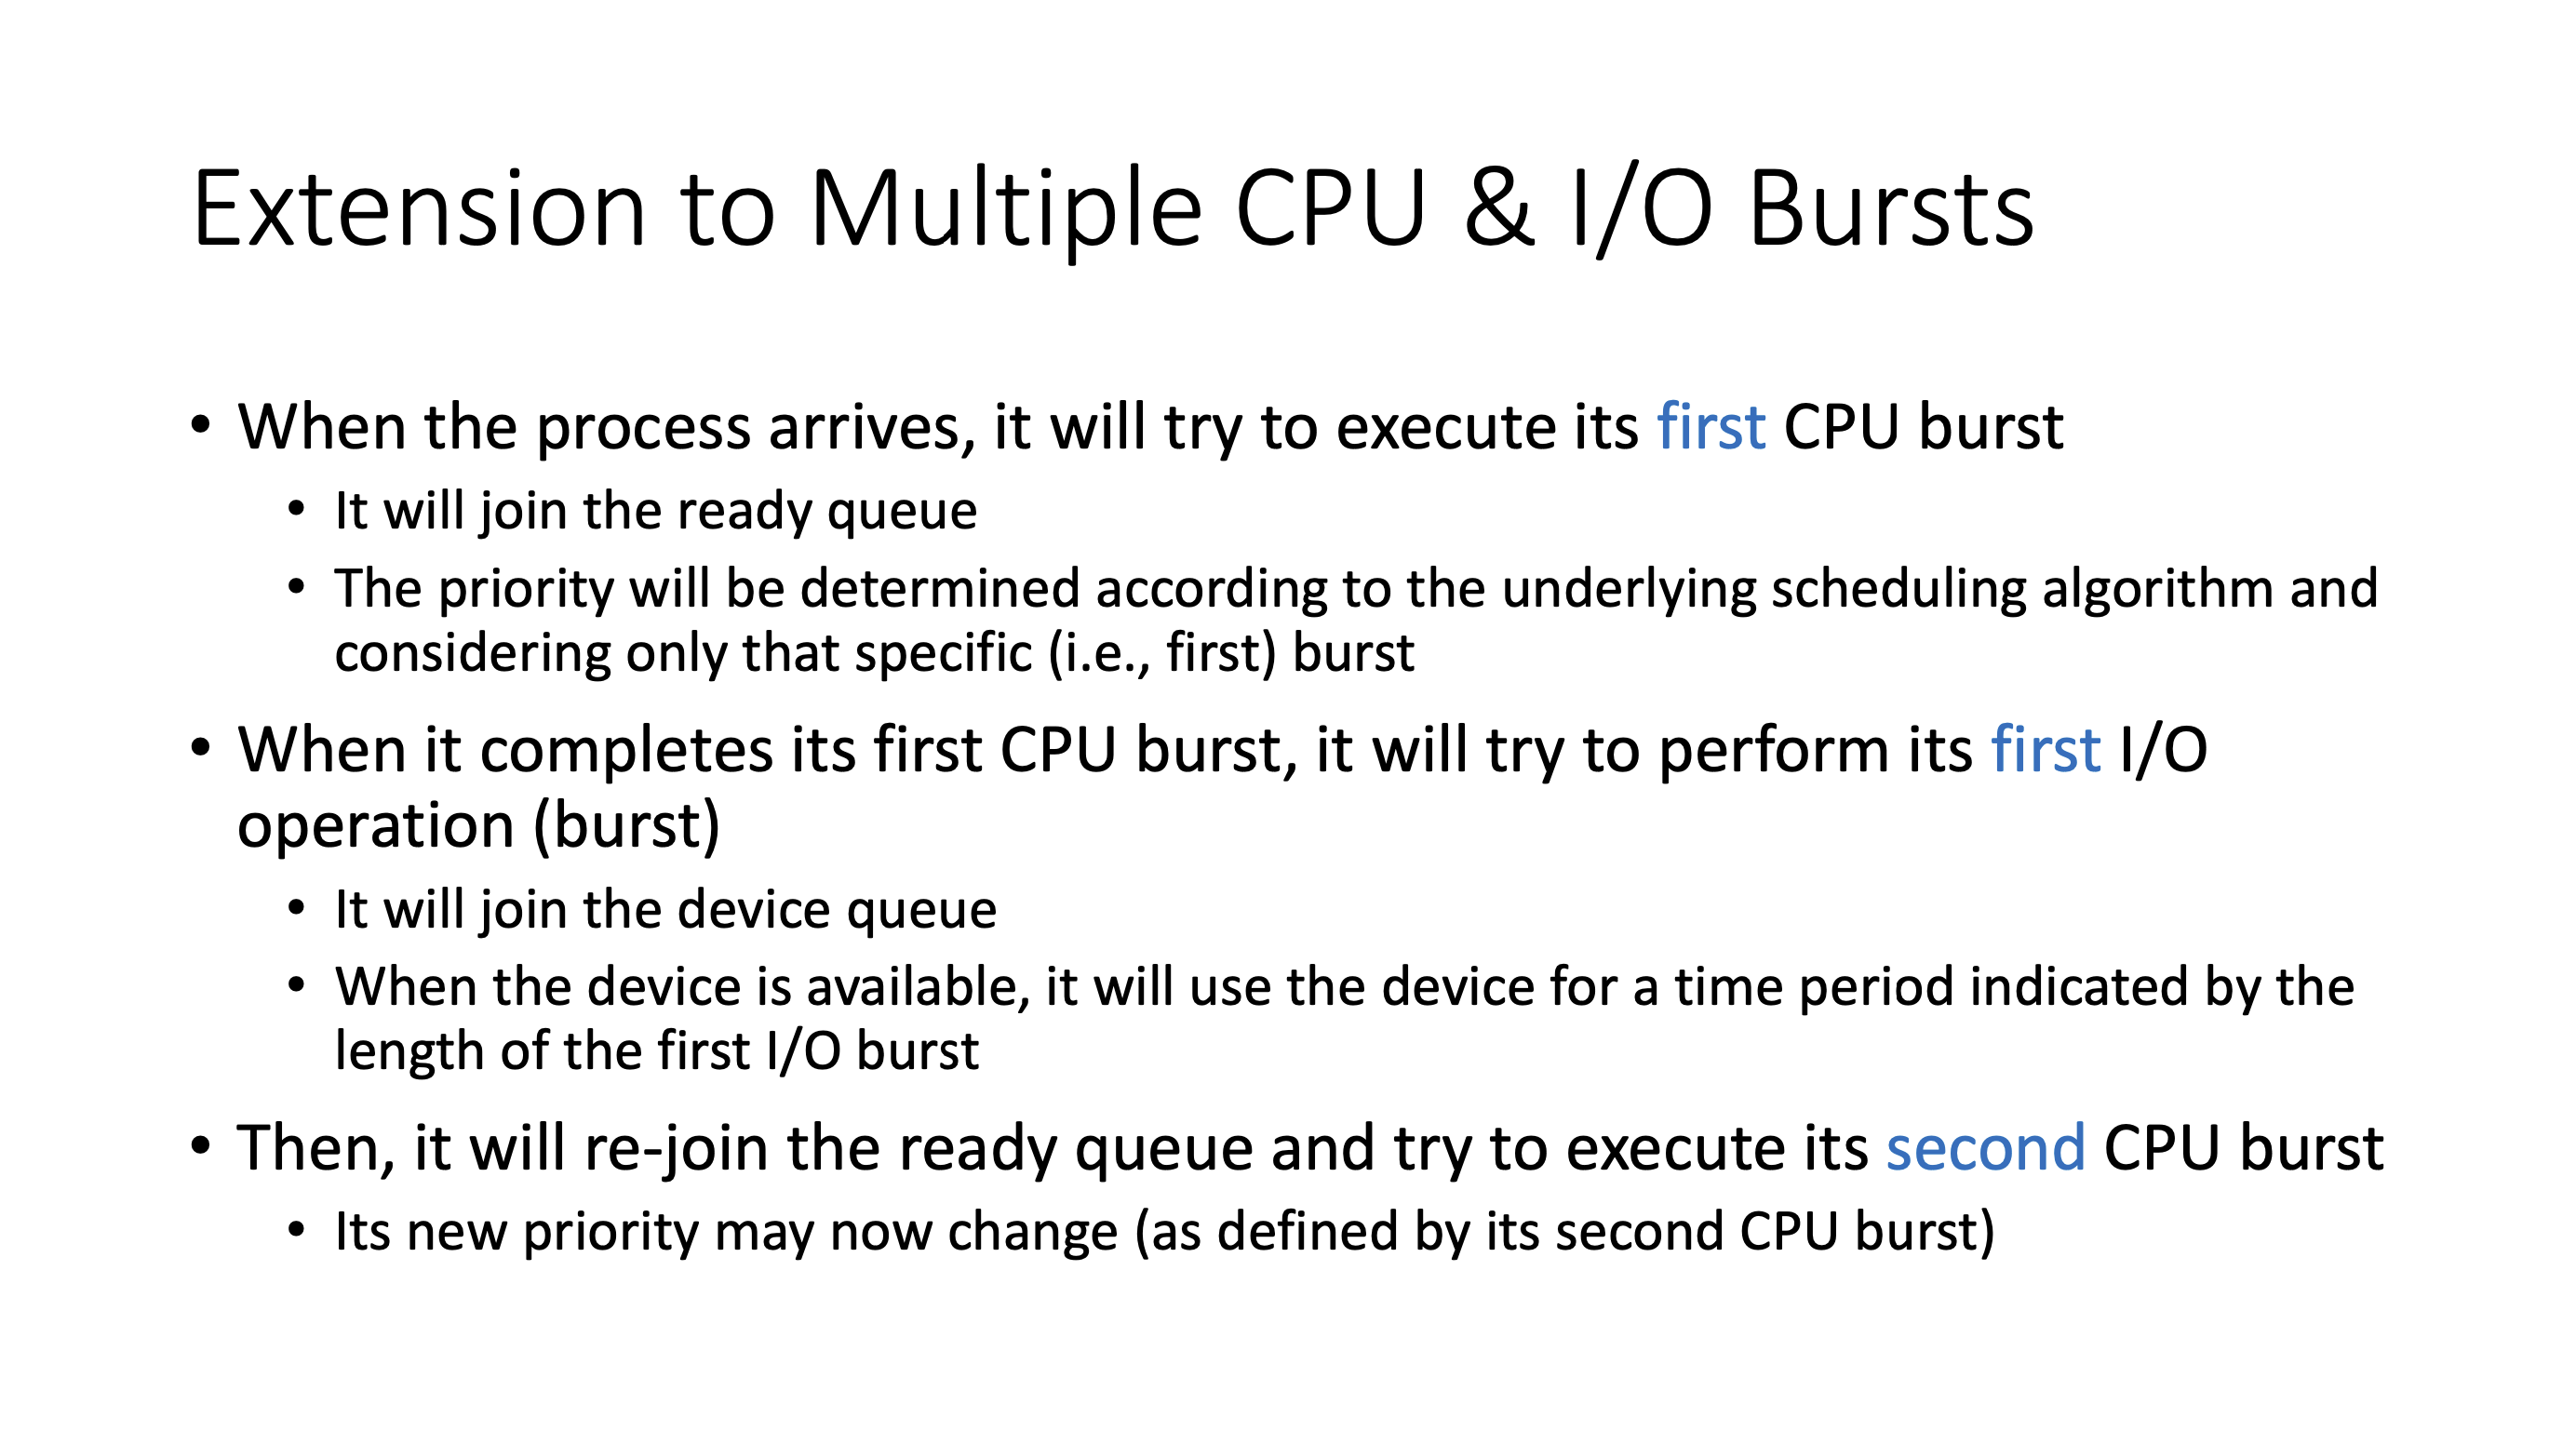 Extension to Multiple CPU & I/O Bursts
• When the process arrives, it will try to execute its first CPU burst
• It will join the ready queue
• The priority will be determined according to the underlying scheduling algorithm and
considering only that specific (i.e., first) burst
• When it completes its first CPU burst, it will try to perform its first I/O
operation (burst)
• It will join the device queue
• When the device is available, it will use the device for a time period indicated by the
length of the first I/O burst
• Then, it will re-join the ready queue and try to execute its second CPU burst
• Its new priority may now change (as defined by its second CPU burst)